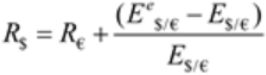 R$ = R€ + (Eᵉ$/€ − E$/€) / E$/€